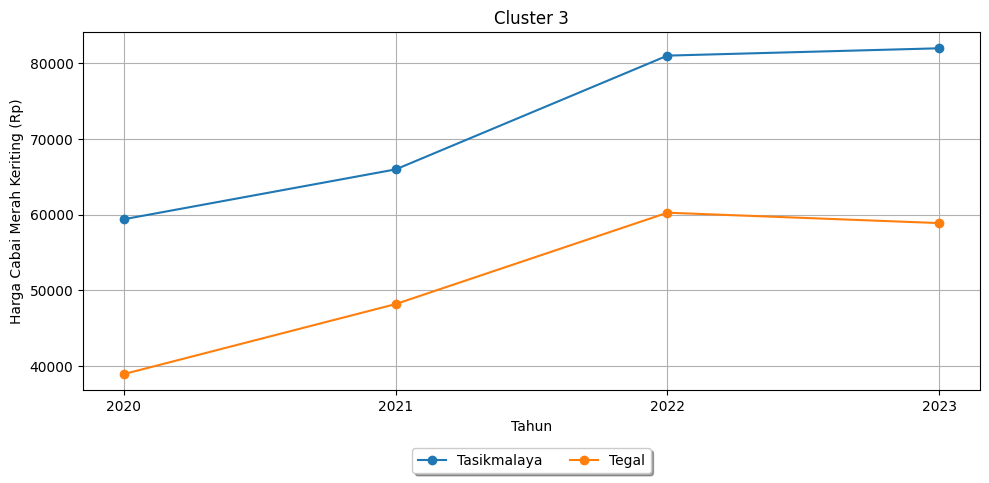 Cluster 3
Harga Cabai Merah Keriting (Rp)
80000
70000
60000
50000
40000
2020 2021 2022 2023
Tahun
Tasikmalaya Tegal